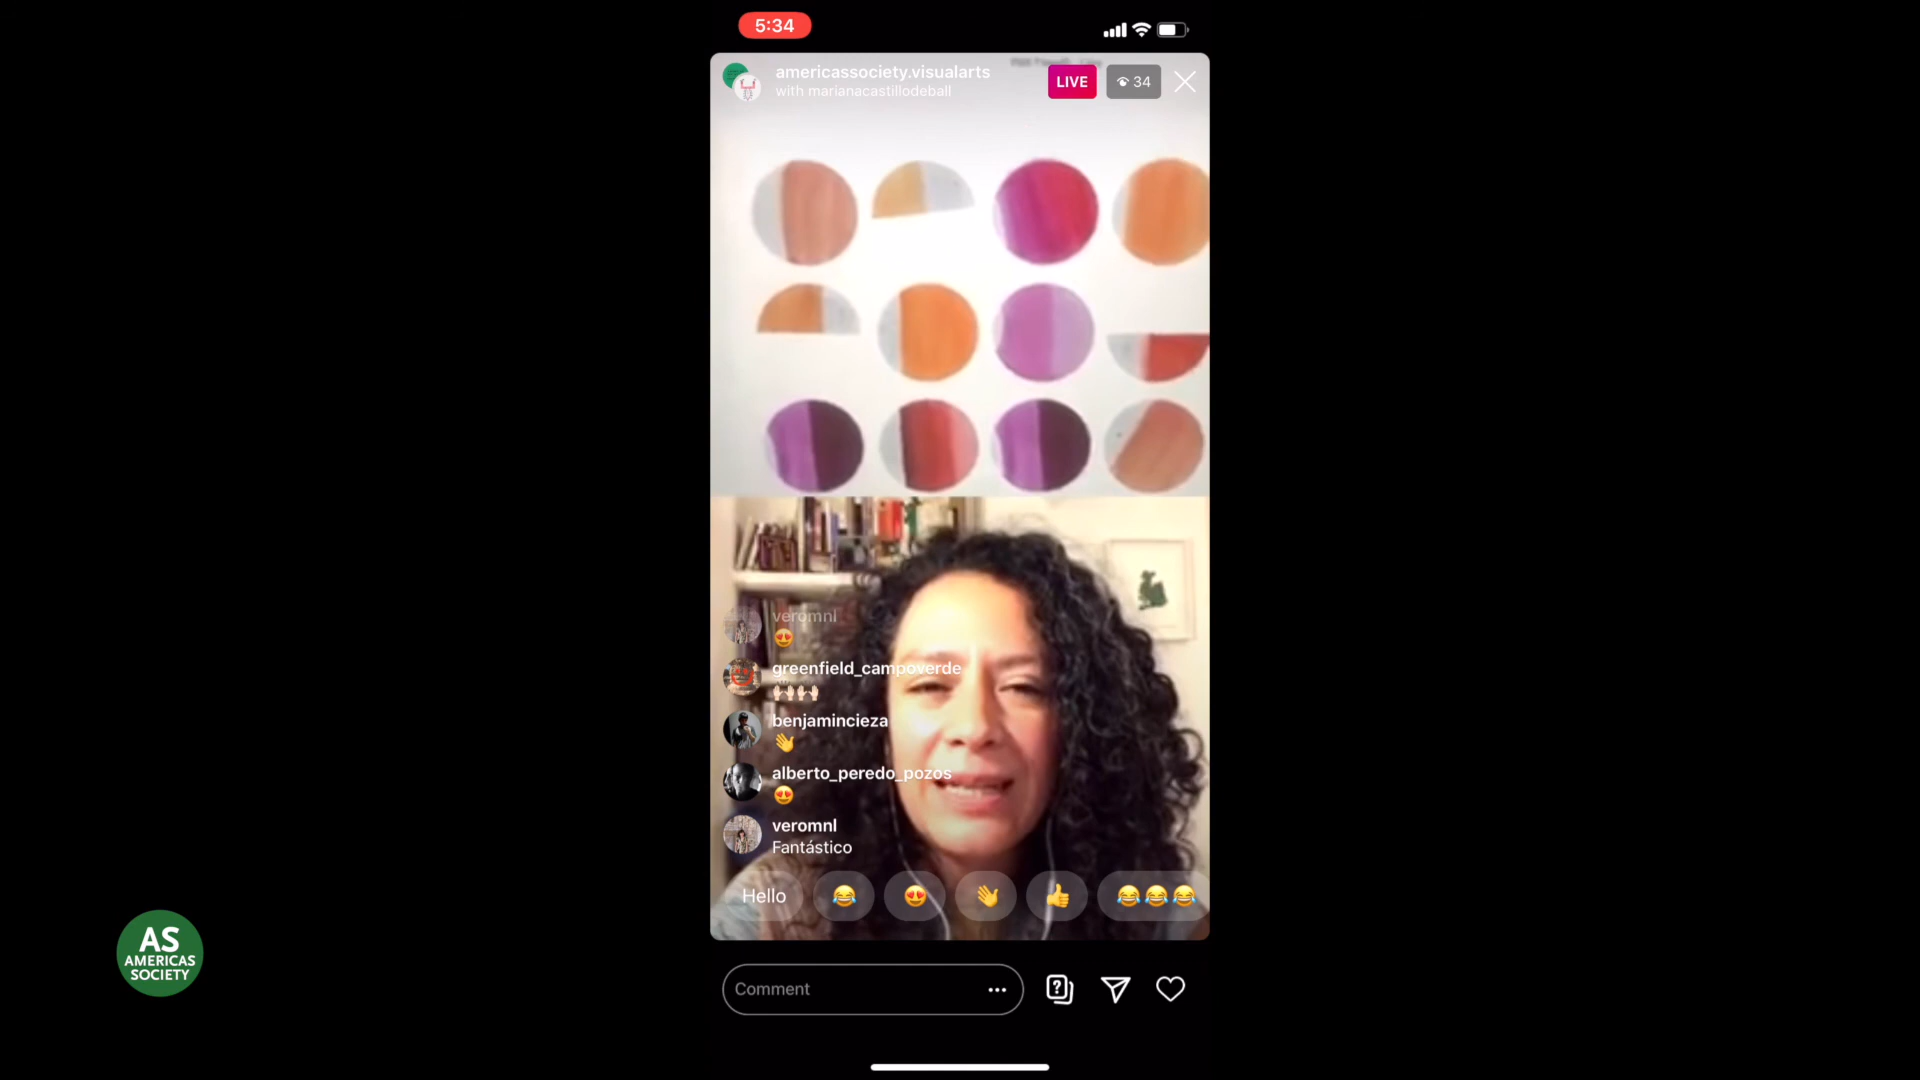 5:34
americassociety.visualarts
with marianacastillodeball
LIVE
34
veromnl
😍
greenfield_campoverde
🙌🏻🙌🏻
benjamincieza
👋
alberto_peredo_pozos
😍
veromnl
Fantástico
Hello 😂 😍 👋 👍 😂😂😂
Comment
AS
AMERICAS
SOCIETY